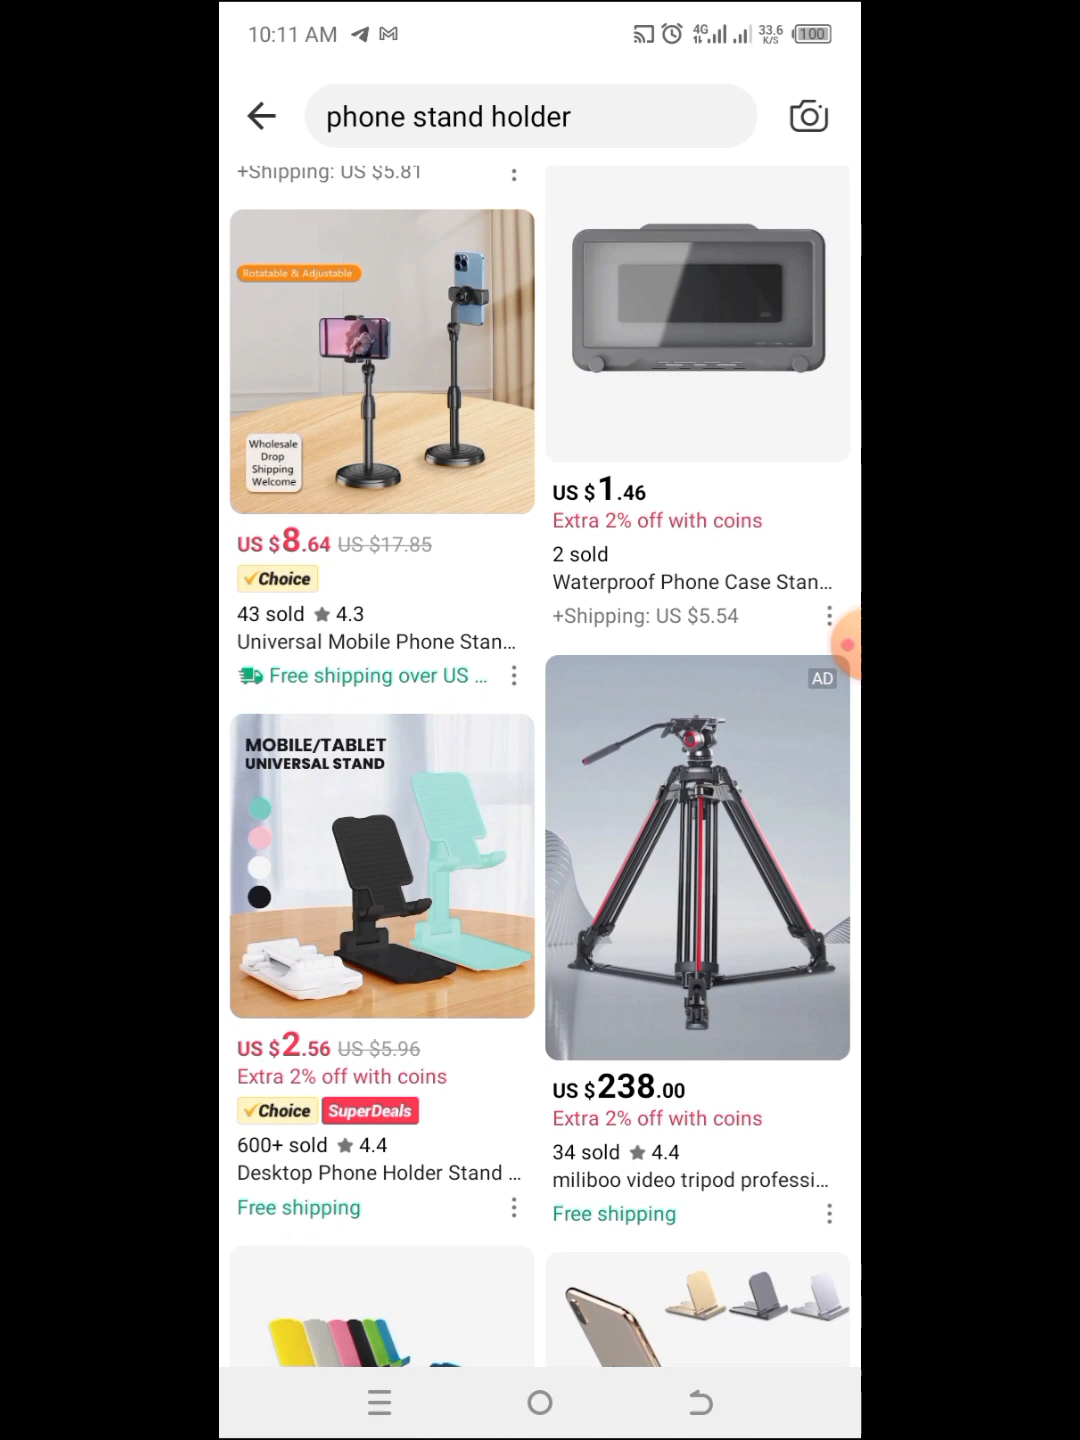 10:11 AM
4G
33.6
K/S
100
phone stand holder
+Shipping: US $5.81
Rotatable & Adjustable
Wholesale
Drop
Shipping
Welcome
US $8.64 US $17.85
Choice
43 sold ★ 4.3
Universal Mobile Phone Stan...
Free shipping over US ...
US $1.46
Extra 2% off with coins
2 sold
Waterproof Phone Case Stan...
+Shipping: US $5.54
MOBILE/TABLET
UNIVERSAL STAND
US $2.56 US $5.96
Extra 2% off with coins
Choice SuperDeals
600+ sold ★ 4.4
Desktop Phone Holder Stand ...
Free shipping
AD
US $238.00
Extra 2% off with coins
34 sold ★ 4.4
miliboo video tripod professi...
Free shipping